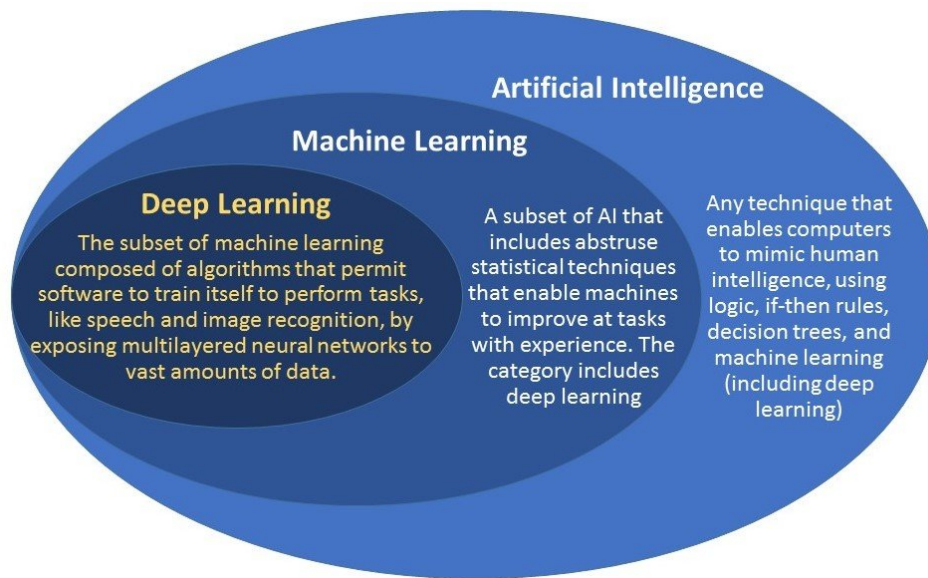 Artificial Intelligence
Machine Learning
Deep Learning
The subset of machine learning
composed of algorithms that permit
software to train itself to perform tasks,
like speech and image recognition, by
exposing multilayered neural networks to
vast amounts of data.
A subset of AI that
includes abstruse
statistical techniques
that enable machines
to improve at tasks
with experience. The
category includes
deep learning
Any technique that
enables computers
to mimic human
intelligence, using
logic, if-then rules,
decision trees, and
machine learning
(including deep
learning)